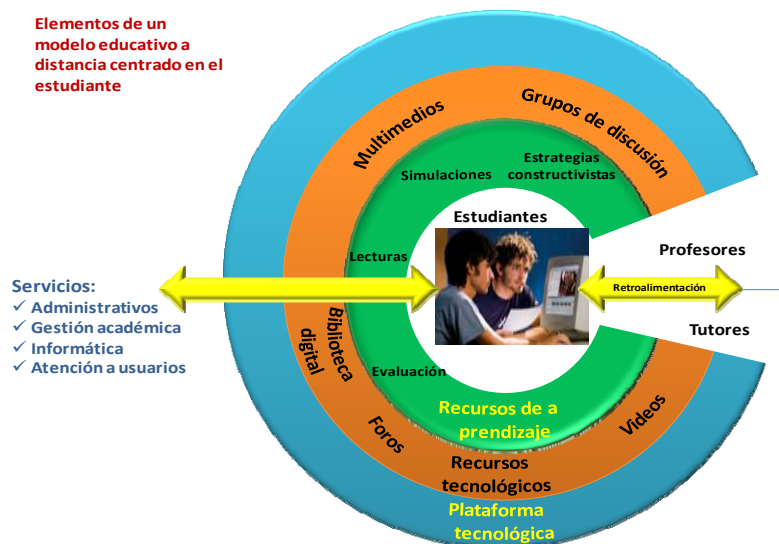 Elementos de un
modelo educativo a
distancia centrado en el
estudiante
Multimedios
Grupos de discusión
Simulaciones
Estrategias
constructivistas
Estudiantes
Lecturas
Profesores
Retroalimentación
Tutores
Servicios:
✓ Administrativos
✓ Gestión académica
✓ Informática
✓ Atención a usuarios
Biblioteca
digital
Evaluación
Foros
Recursos de a
prendizaje
Videos
Recursos
tecnológicos
Plataforma
tecnológica